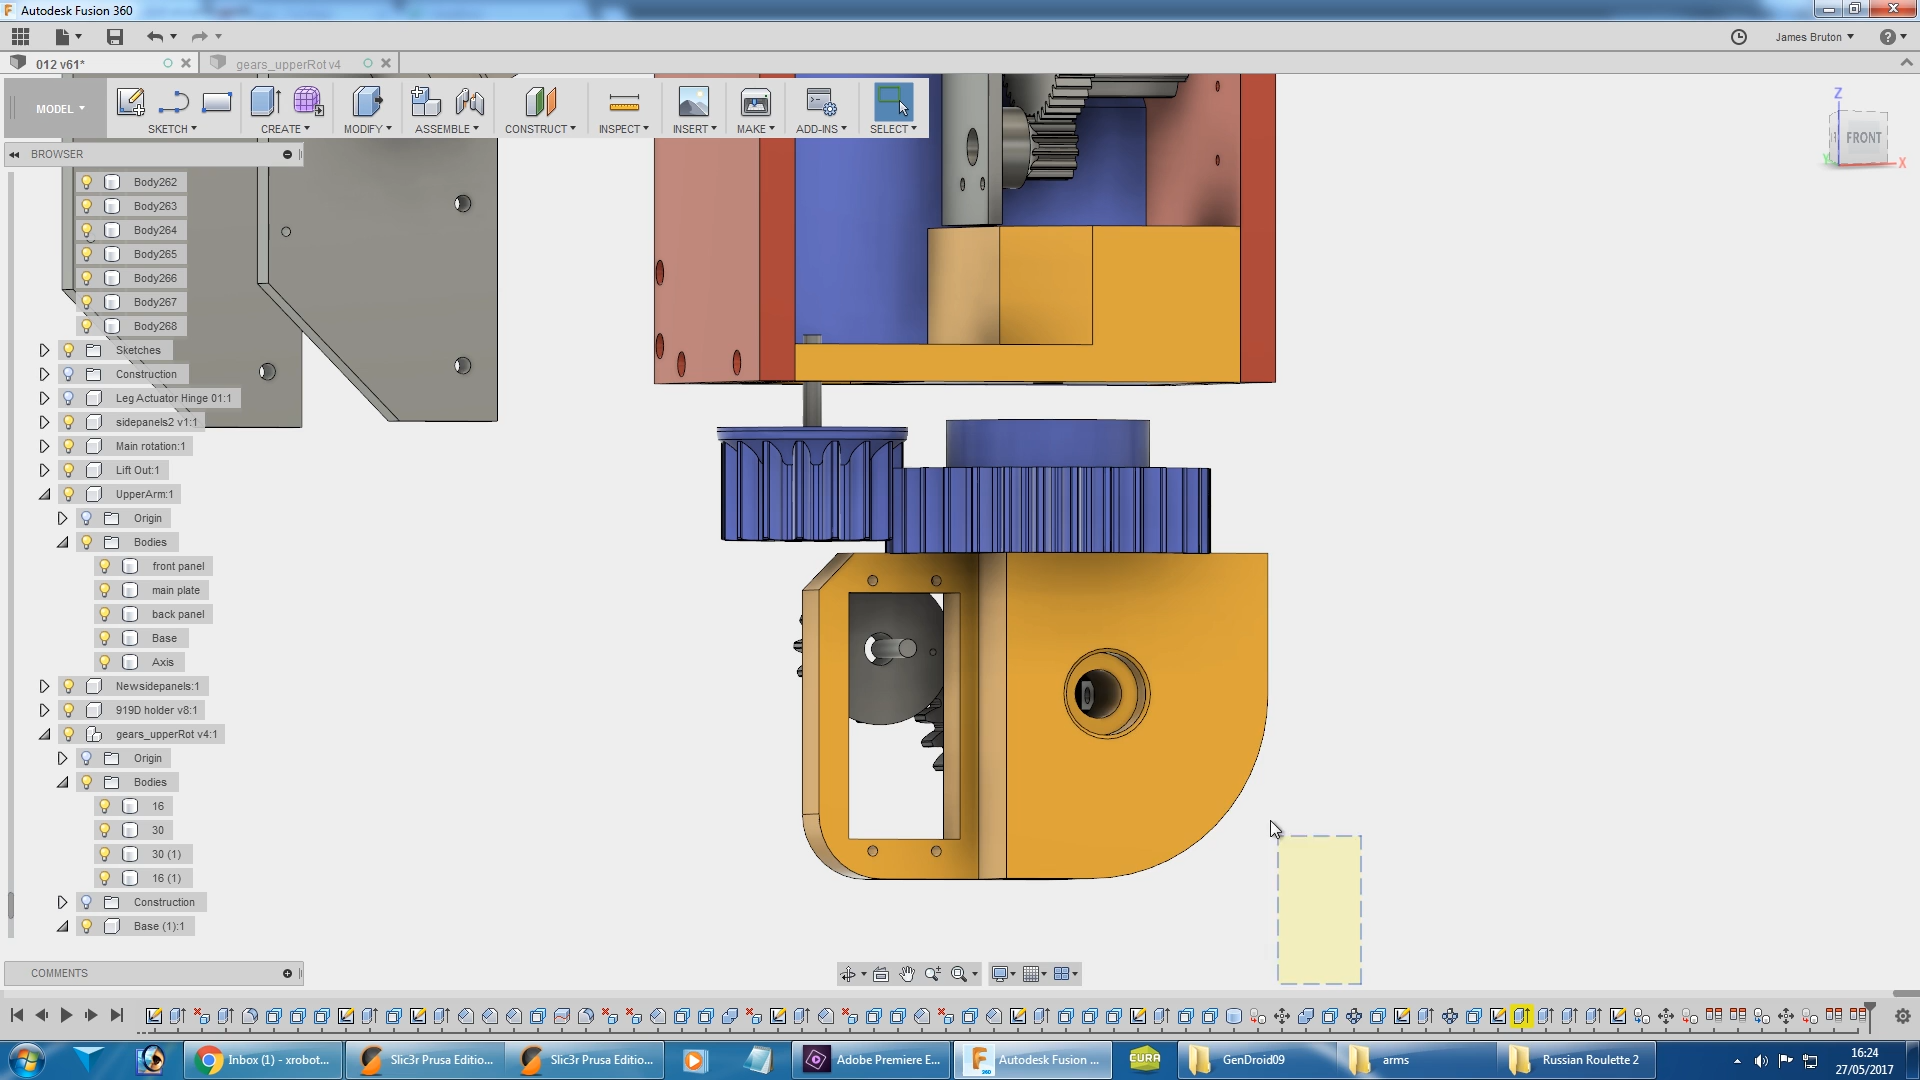 Autodesk Fusion 360
James Bruton
012 v61*
gears_upperRot v4
MODEL
SKETCH
CREATE
MODIFY
ASSEMBLE
CONSTRUCT
INSPECT
INSERT
MAKE
ADD-INS
SELECT
Z
FRONT
Y
X
BROWSER
Body262
Body263
Body264
Body265
Body266
Body267
Body268
Sketches
Construction
Leg Actuator Hinge 01:1
sidepanels2 v1:1
Main rotation:1
Lift Out:1
UpperArm:1
Origin
Bodies
front panel
main plate
back panel
Base
Axis
Newsidepanels:1
919D holder v8:1
gears_upperRot v4:1
Origin
Bodies
16
30
30 (1)
16 (1)
Construction
Base (1):1
COMMENTS
Inbox (1) - xrobot...
Slic3r Prusa Editio...
Slic3r Prusa Editio...
Adobe Premiere E...
Autodesk Fusion ...
CURA
GenDroid09
arms
Russian Roulette 2
16:24
27/05/2017